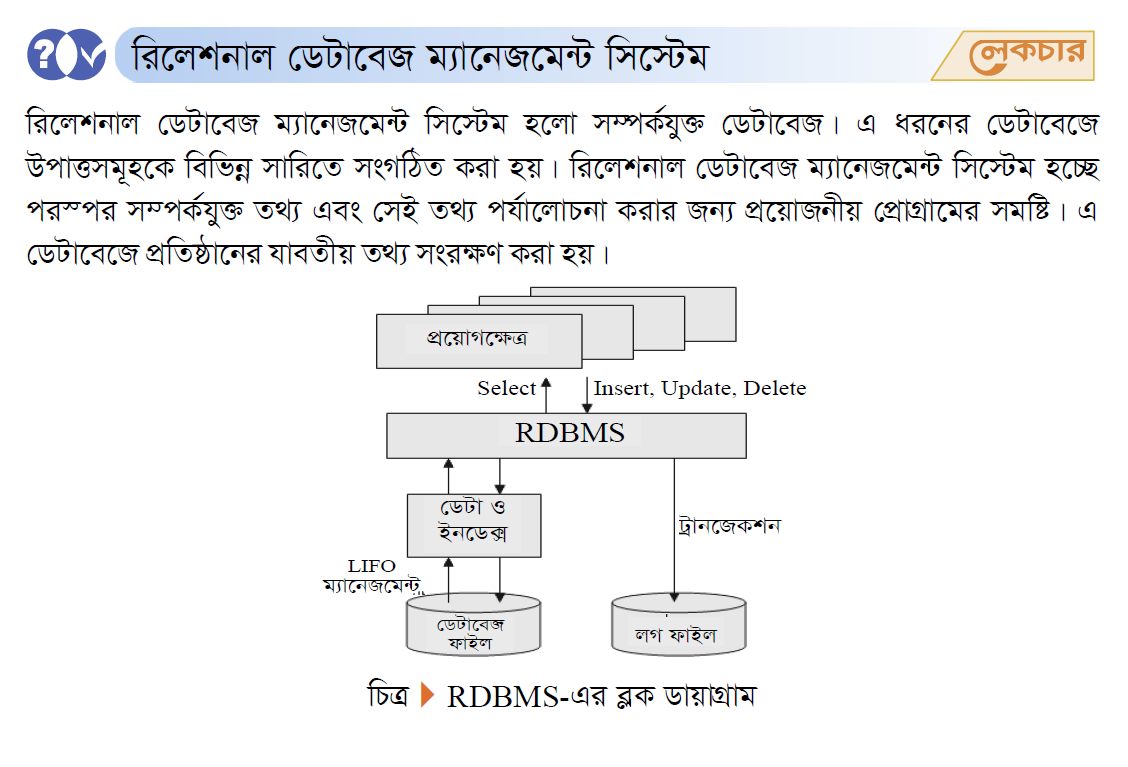 রিলেশনাল ডেটাবেজ ম্যানেজমেন্ট সিস্টেম
লেকচার
রিলেশনাল ডেটাবেজ ম্যানেজমেন্ট সিস্টেম হলো সম্পর্কযুক্ত ডেটাবেজ। এ ধরনের ডেটাবেজে
উপাত্তসমূহকে বিভিন্ন সারিতে সংগঠিত করা হয়। রিলেশনাল ডেটাবেজ ম্যানেজমেন্ট সিস্টেম হচ্ছে
পরস্পর সম্পর্কযুক্ত তথ্য এবং সেই তথ্য পর্যালোচনা করার জন্য প্রয়োজনীয় প্রোগ্রামের সমষ্টি। এ
ডেটাবেজে প্রতিষ্ঠানের যাবতীয় তথ্য সংরক্ষণ করা হয়।
প্রয়োগক্ষেত্র
Select
Insert, Update, Delete
RDBMS
ডেটা ও
ইনডেক্স
ট্রানজেকশন
LIFO
ম্যানেজমেন্ট
ডেটাবেজ
ফাইল
লগ ফাইল
চিত্র RDBMS-এর ব্লক ডায়াগ্রাম